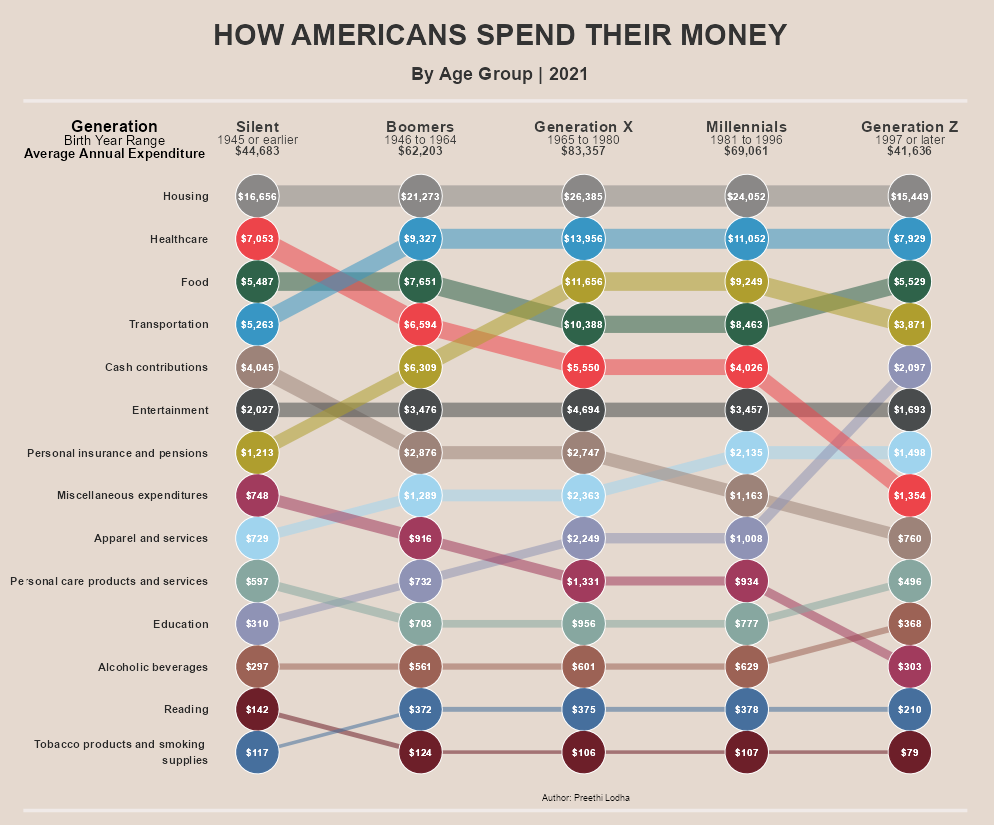 HOW AMERICANS SPEND THEIR MONEY
By Age Group | 2021
Generation Silent Boomers Generation X Millennials Generation Z
Birth Year Range 1945 or earlier 1946 to 1964 1965 to 1980 1981 to 1996 1997 or later
Average Annual Expenditure $44,683 $62,203 $83,357 $69,061 $41,636
Housing $16,656 $21,273 $26,385 $24,052 $15,449
Healthcare $7,053 $9,327 $13,956 $11,052 $7,929
Food $5,487 $7,651 $11,656 $9,249 $5,529
Transportation $5,263 $6,594 $10,388 $8,463 $3,871
Cash contributions $4,045 $6,309 $5,550 $4,026 $2,097
Entertainment $2,027 $3,476 $4,694 $3,457 $1,693
Personal insurance and pensions $1,213 $2,876 $2,747 $2,135 $1,498
Miscellaneous expenditures $748 $1,289 $2,363 $1,163 $1,354
Apparel and services $729 $916 $2,249 $1,008 $760
Personal care products and services $597 $732 $1,331 $934 $496
Education $310 $703 $956 $777 $368
Alcoholic beverages $297 $561 $601 $629 $303
Reading $142 $372 $375 $378 $210
Tobacco products and smoking
supplies $117 $124 $106 $107 $79
Author: Preethi Lodha